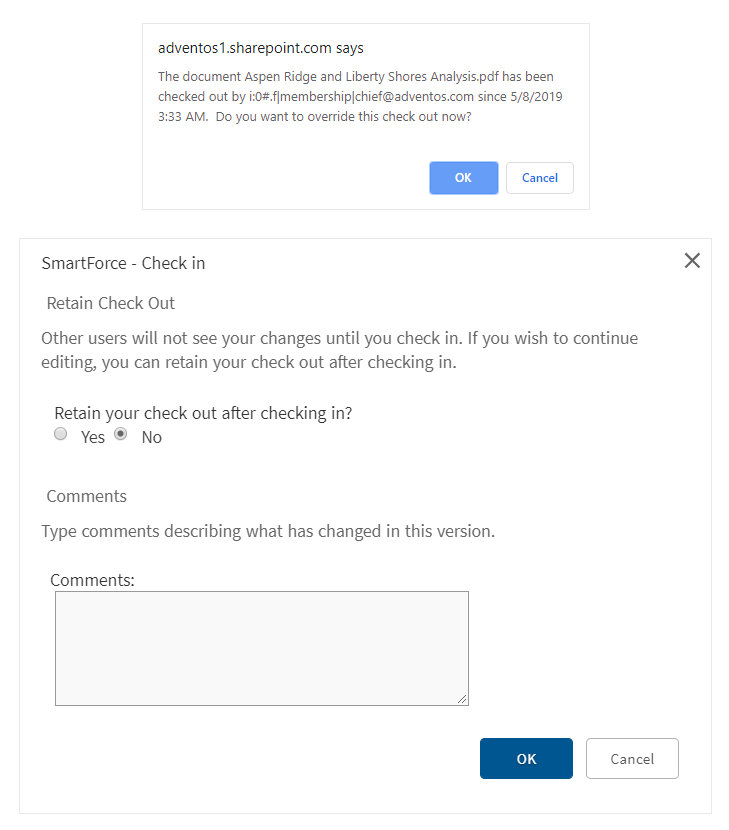 adventos1.sharepoint.com says
The document Aspen Ridge and Liberty Shores Analysis.pdf has been
checked out by i:0#.f|membership|chief@adventos.com since 5/8/2019
3:33 AM.  Do you want to override this check out now?
OK Cancel
SmartForce - Check in
Retain Check Out
Other users will not see your changes until you check in. If you wish to continue
editing, you can retain your check out after checking in.
Retain your check out after checking in?
Yes No
Comments
Type comments describing what has changed in this version.
Comments:
OK Cancel